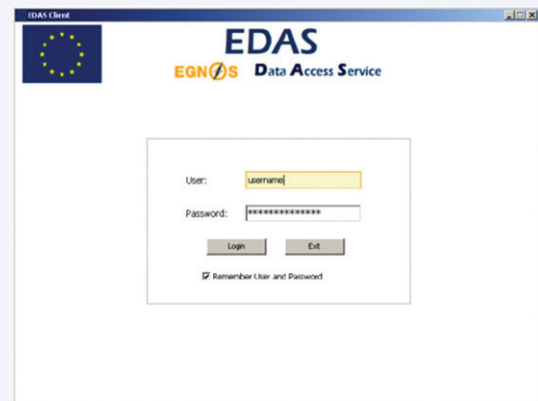 EDAS Client
EDAS
EGNOS Data Access Service
User: username
Password: **************
Login Exit
Remember User and Password